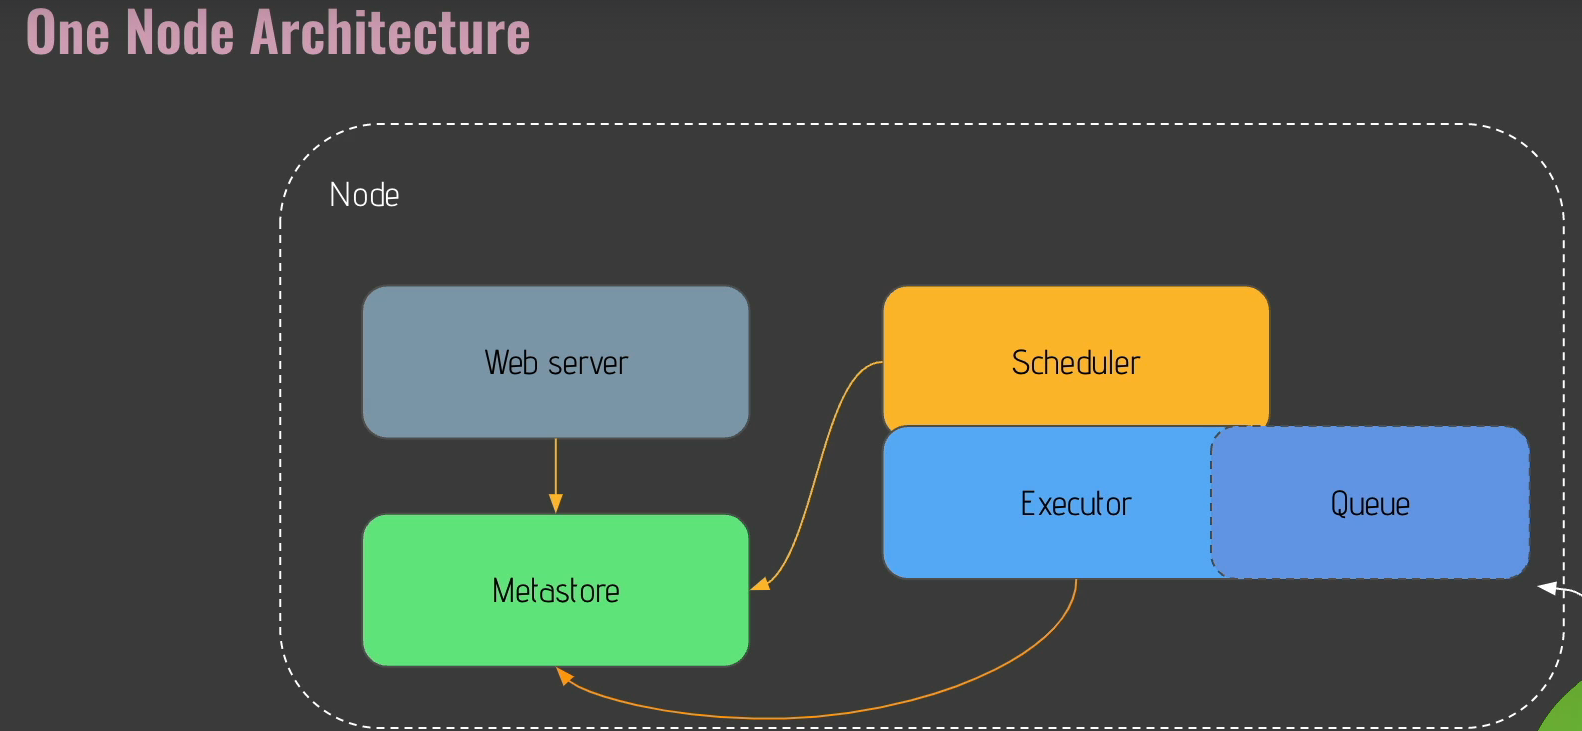 One Node Architecture
Node
Web server
Scheduler
Executor
Queue
Metastore